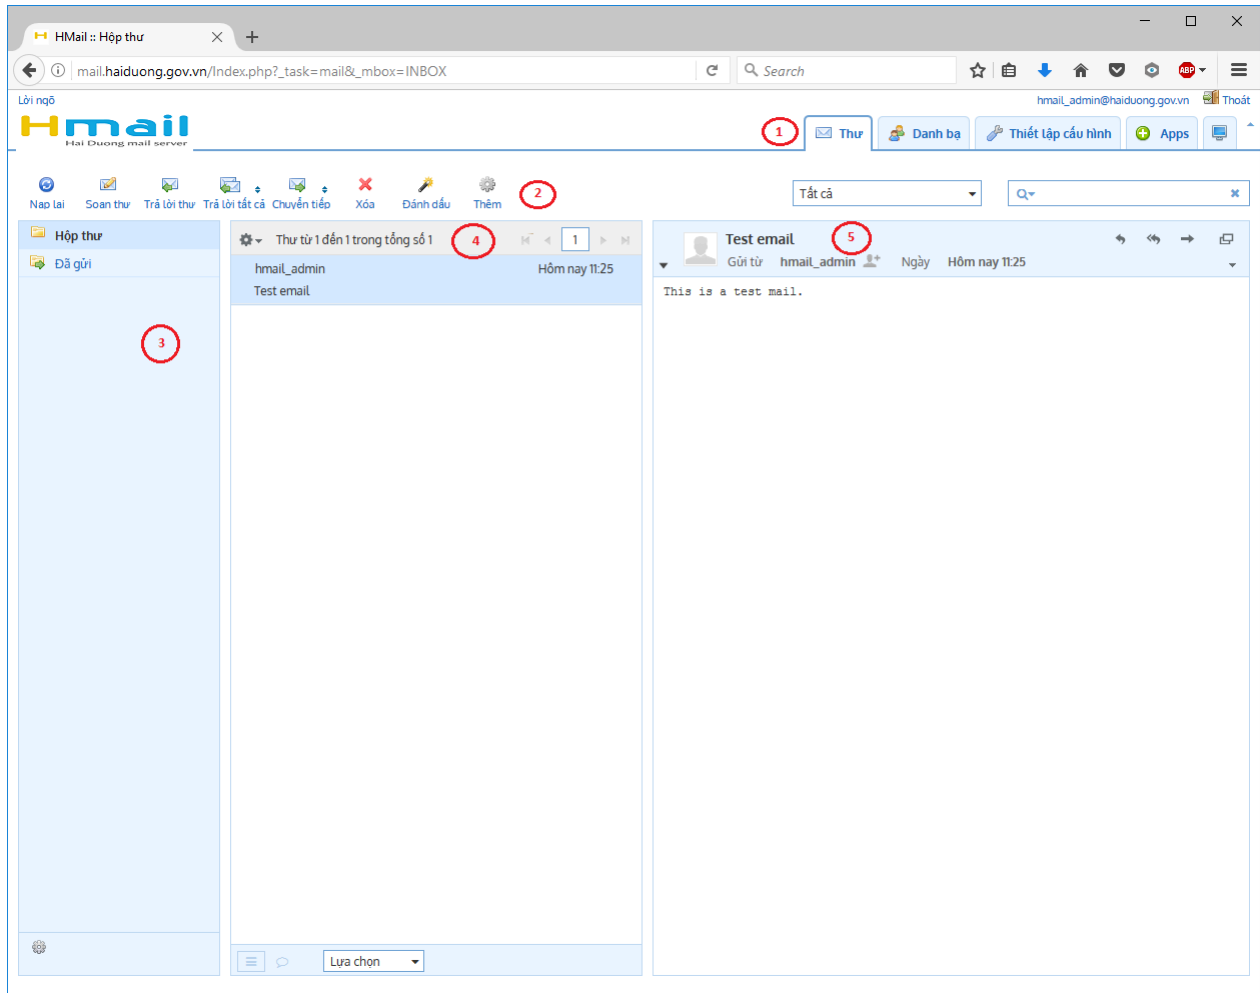 HMail :: Hộp thư
mail.haiduong.gov.vn/Index.php?_task=mail&_mbox=INBOX
Search
ABP
Lời ngõ
hmail_admin@haiduong.gov.vn Thoát
Hmail
Hai Duong mail server
1 Thư Danh bạ Thiết lập cấu hình Apps
Nạp lại Soạn thư Trả lời thư Trả lời tất cả Chuyển tiếp Xóa Đánh dấu Thêm 2
Tất cả
Hộp thư
Đã gửi
3
Thư từ 1 đến 1 trong tổng số 1 4 1
hmail_admin Hôm nay 11:25
Test email
Lựa chọn
Test email 5
Gửi từ hmail_admin Ngày Hôm nay 11:25
This is a test mail.